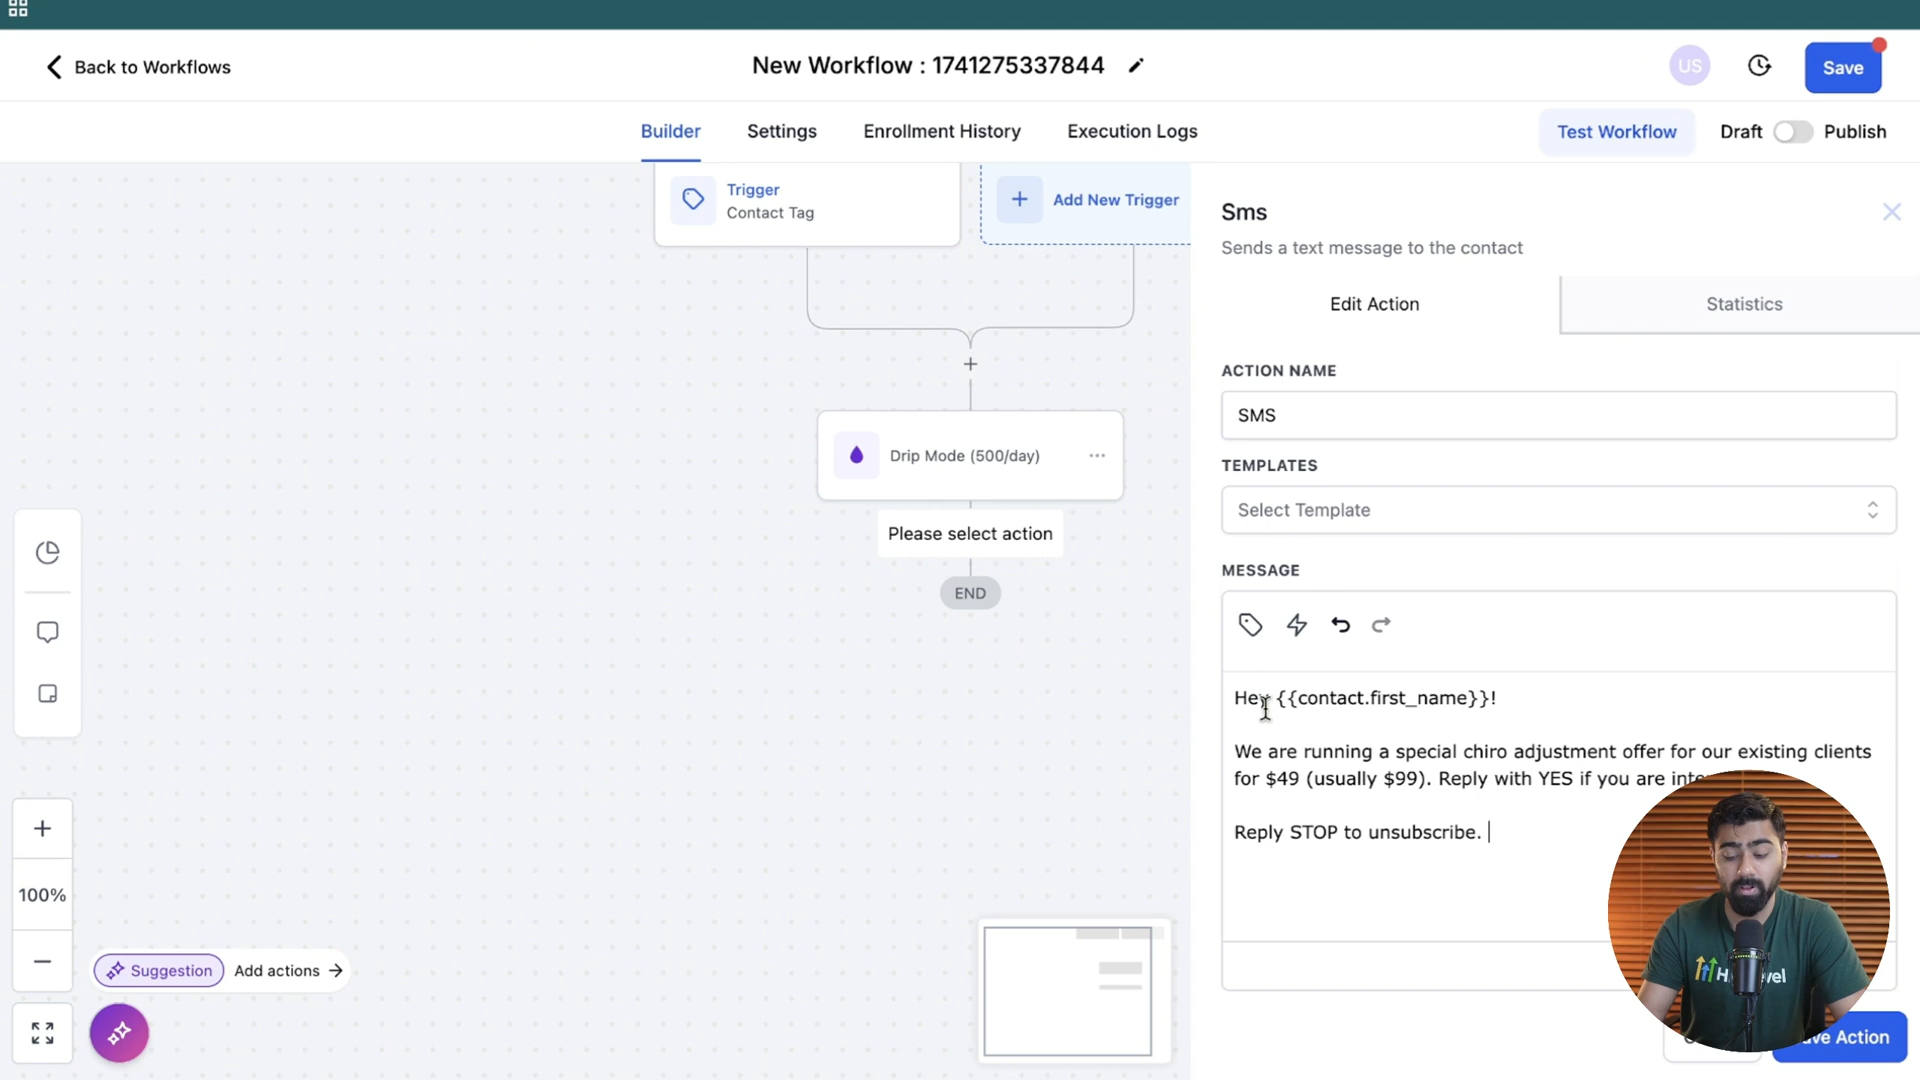 Back to Workflows
New Workflow : 1741275337844
US
Save
Builder
Settings
Enrollment History
Execution Logs
Test Workflow
Draft
Publish
Trigger
Contact Tag
Add New Trigger
Drip Mode (500/day)
Please select action
END
100%
Suggestion
Add actions
Sms
Sends a text message to the contact
Edit Action
Statistics
ACTION NAME
SMS
TEMPLATES
Select Template
MESSAGE
Hey {{contact.first_name}}!
We are running a special chiro adjustment offer for our existing clients
for $49 (usually $99). Reply with YES if you are
Reply STOP to unsubscribe.
Action